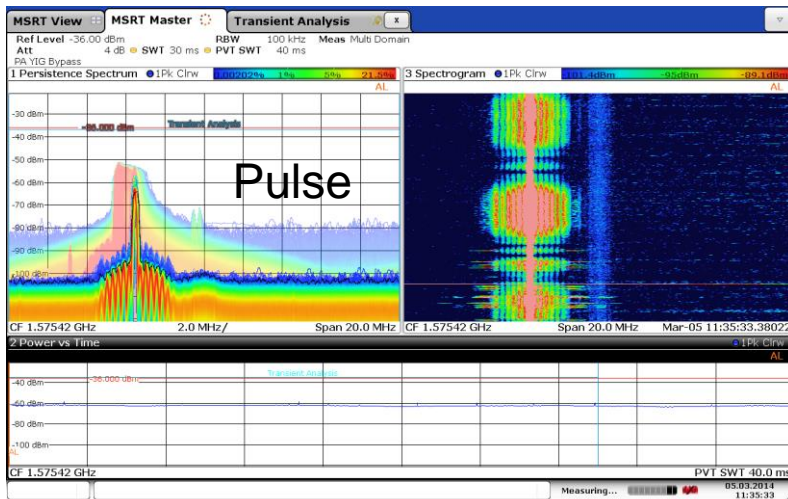 MSRT View
MSRT Master
Transient Analysis
x
Ref Level -36.00 dBm RBW 100 kHz Meas Multi Domain
Att 4 dB SWT 30 ms PVT SWT 40 ms
PA YIG Bypass
1 Persistence Spectrum 1Pk Clrw 0.00202% 1% 5% 21.5%
AL
-30 dBm
-36.000 dBm Transient Analysis
-40 dBm
-50 dBm
-60 dBm
-70 dBm
-80 dBm
-90 dBm
-100 dBm
Pulse
CF 1.57542 GHz 2.0 MHz/ Span 20.0 MHz
3 Spectrogram 1Pk Clrw -101.4dBm -95dBm -89.1dBm
AL
CF 1.57542 GHz Span 20.0 MHz Mar-05 11:35:33.38022
2 Power vs Time 1Pk Clrw
AL
-36.000 dBm Transient Analysis
-40 dBm
-60 dBm
-80 dBm
-100 dBm
AL
CF 1.57542 GHz PVT SWT 40.0 ms
Measuring... 05.03.2014
11:35:33